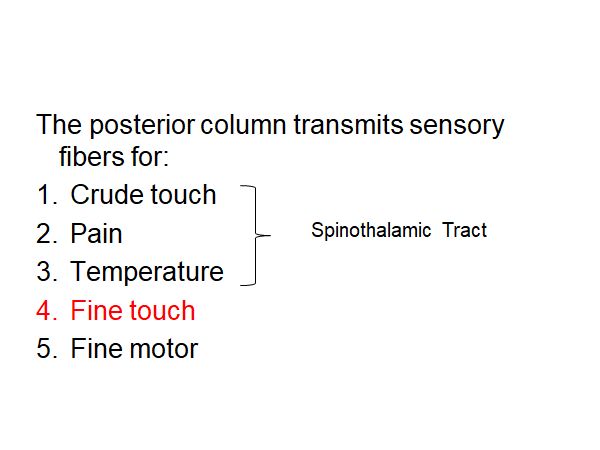 The posterior column transmits sensory
fibers for:
1. Crude touch
2. Pain
3. Temperature
Spinothalamic Tract
4. Fine touch
5. Fine motor